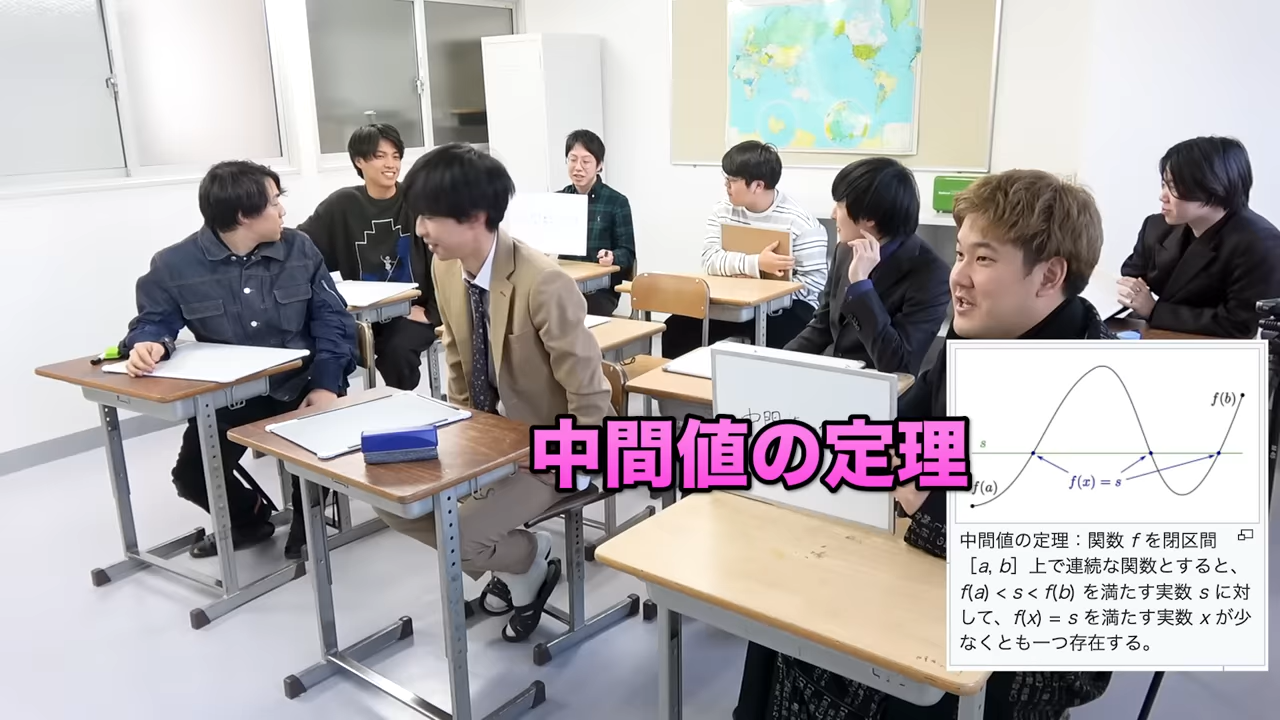 中間
中間値の定理
f(b)
s
f(x) = s
f(a)
中間値の定理：関数 f を閉区間
［a, b］上で連続な関数とすると、
f(a) < s < f(b) を満たす実数 s に対
して、f(x) = s を満たす実数 x が少
なくとも一つ存在する。